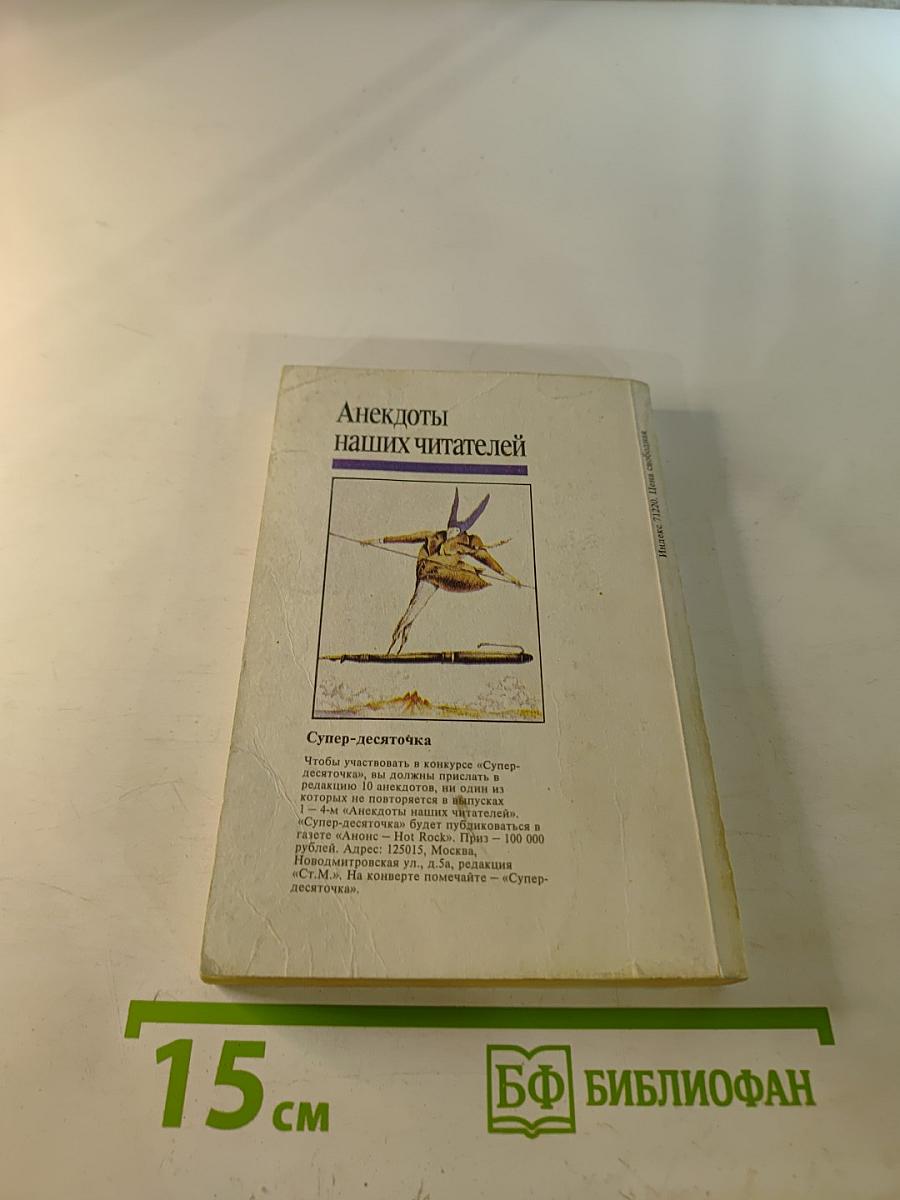 Анекдоты
наших читателей
Индекс 71220. Цена свободная
Супер-десяточка
Чтобы участвовать в конкурсе «Супер-
десяточка», вы должны прислать в
редакцию 10 анекдотов, ни один из
которых не повторяется в выпусках
1 – 4-м «Анекдоты наших читателей».
«Супер-десяточка» будет публиковаться в
газете «Анонс – Hot Rock». Приз – 100 000
рублей. Адрес: 125015, Москва,
Новодмитровская ул., д.5а, редакция
«Ст.М.». На конверте помечайте – «Супер-
десяточка».
15 см
БФ БИБЛИОФАН